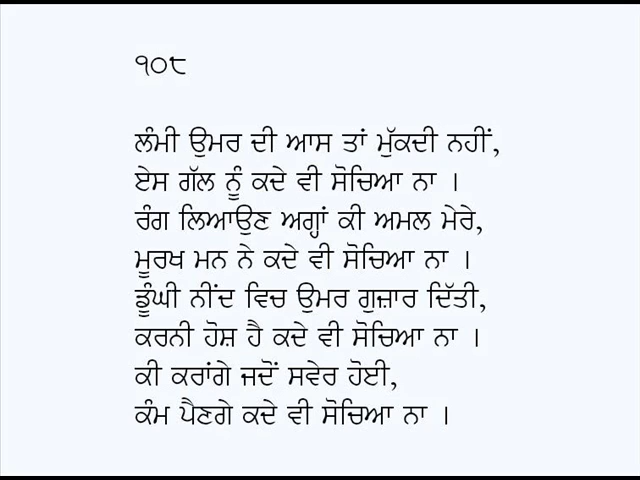 ੧੦੮
ਲੰਮੀ ਉਮਰ ਦੀ ਆਸ ਤਾਂ ਮੁੱਕਦੀ ਨਹੀਂ,
ਏਸ ਗੱਲ ਨੂੰ ਕਦੇ ਵੀ ਸੋਚਿਆ ਨਾ ।
ਰੰਗ ਲਿਆਉਣ ਅਗ੍ਹਾਂ ਕੀ ਅਮਲ ਮੇਰੇ,
ਮੂਰਖ ਮਨ ਨੇ ਕਦੇ ਵੀ ਸੋਚਿਆ ਨਾ ।
ਡੂੰਘੀ ਨੀਂਦ ਵਿਚ ਉਮਰ ਗੁਜ਼ਾਰ ਦਿੱਤੀ,
ਕਰਨੀ ਹੋਸ਼ ਹੈ ਕਦੇ ਵੀ ਸੋਚਿਆ ਨਾ ।
ਕੀ ਕਰਾਂਗੇ ਜਦੋਂ ਸਵੇਰ ਹੋਈ,
ਕੰਮ ਪੈਣਗੇ ਕਦੇ ਵੀ ਸੋਚਿਆ ਨਾ ।